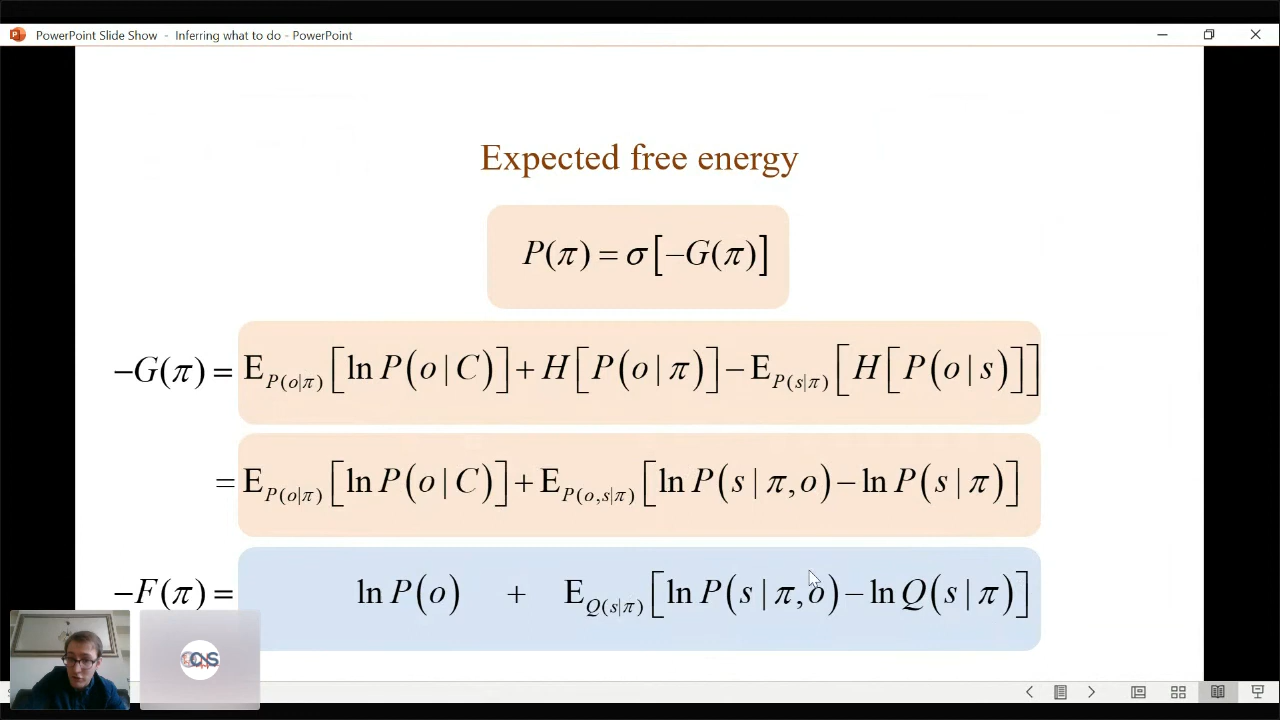 PowerPoint Slide Show - Inferring what to do - PowerPoint
Expected free energy
P(π) = σ[−G(π)]
−G(π) = E_{P(o|π)}[ln P(o | C)] + H[P(o | π)] − E_{P(s|π)}[H[P(o | s)]]
= E_{P(o|π)}[ln P(o | C)] + E_{P(o,s|π)}[ln P(s | π, o) − ln P(s | π)]
−F(π) = ln P(o) + E_{Q(s|π)}[ln P(s | π, o) − ln Q(s | π)]